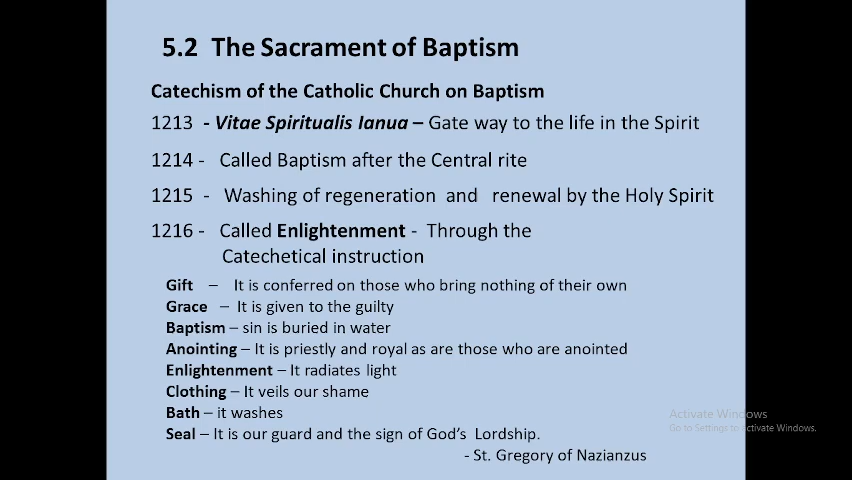 5.2 The Sacrament of Baptism
Catechism of the Catholic Church on Baptism
1213 - Vitae Spiritualis Ianua – Gate way to the life in the Spirit
1214 - Called Baptism after the Central rite
1215 - Washing of regeneration and renewal by the Holy Spirit
1216 - Called Enlightenment - Through the
Catechetical instruction
Gift – It is conferred on those who bring nothing of their own
Grace – It is given to the guilty
Baptism – sin is buried in water
Anointing – It is priestly and royal as are those who are anointed
Enlightenment – It radiates light
Clothing – It veils our shame
Bath – it washes
Seal – It is our guard and the sign of God's Lordship.
- St. Gregory of Nazianzus
Activate Windows
Go to Settings to activate Windows.